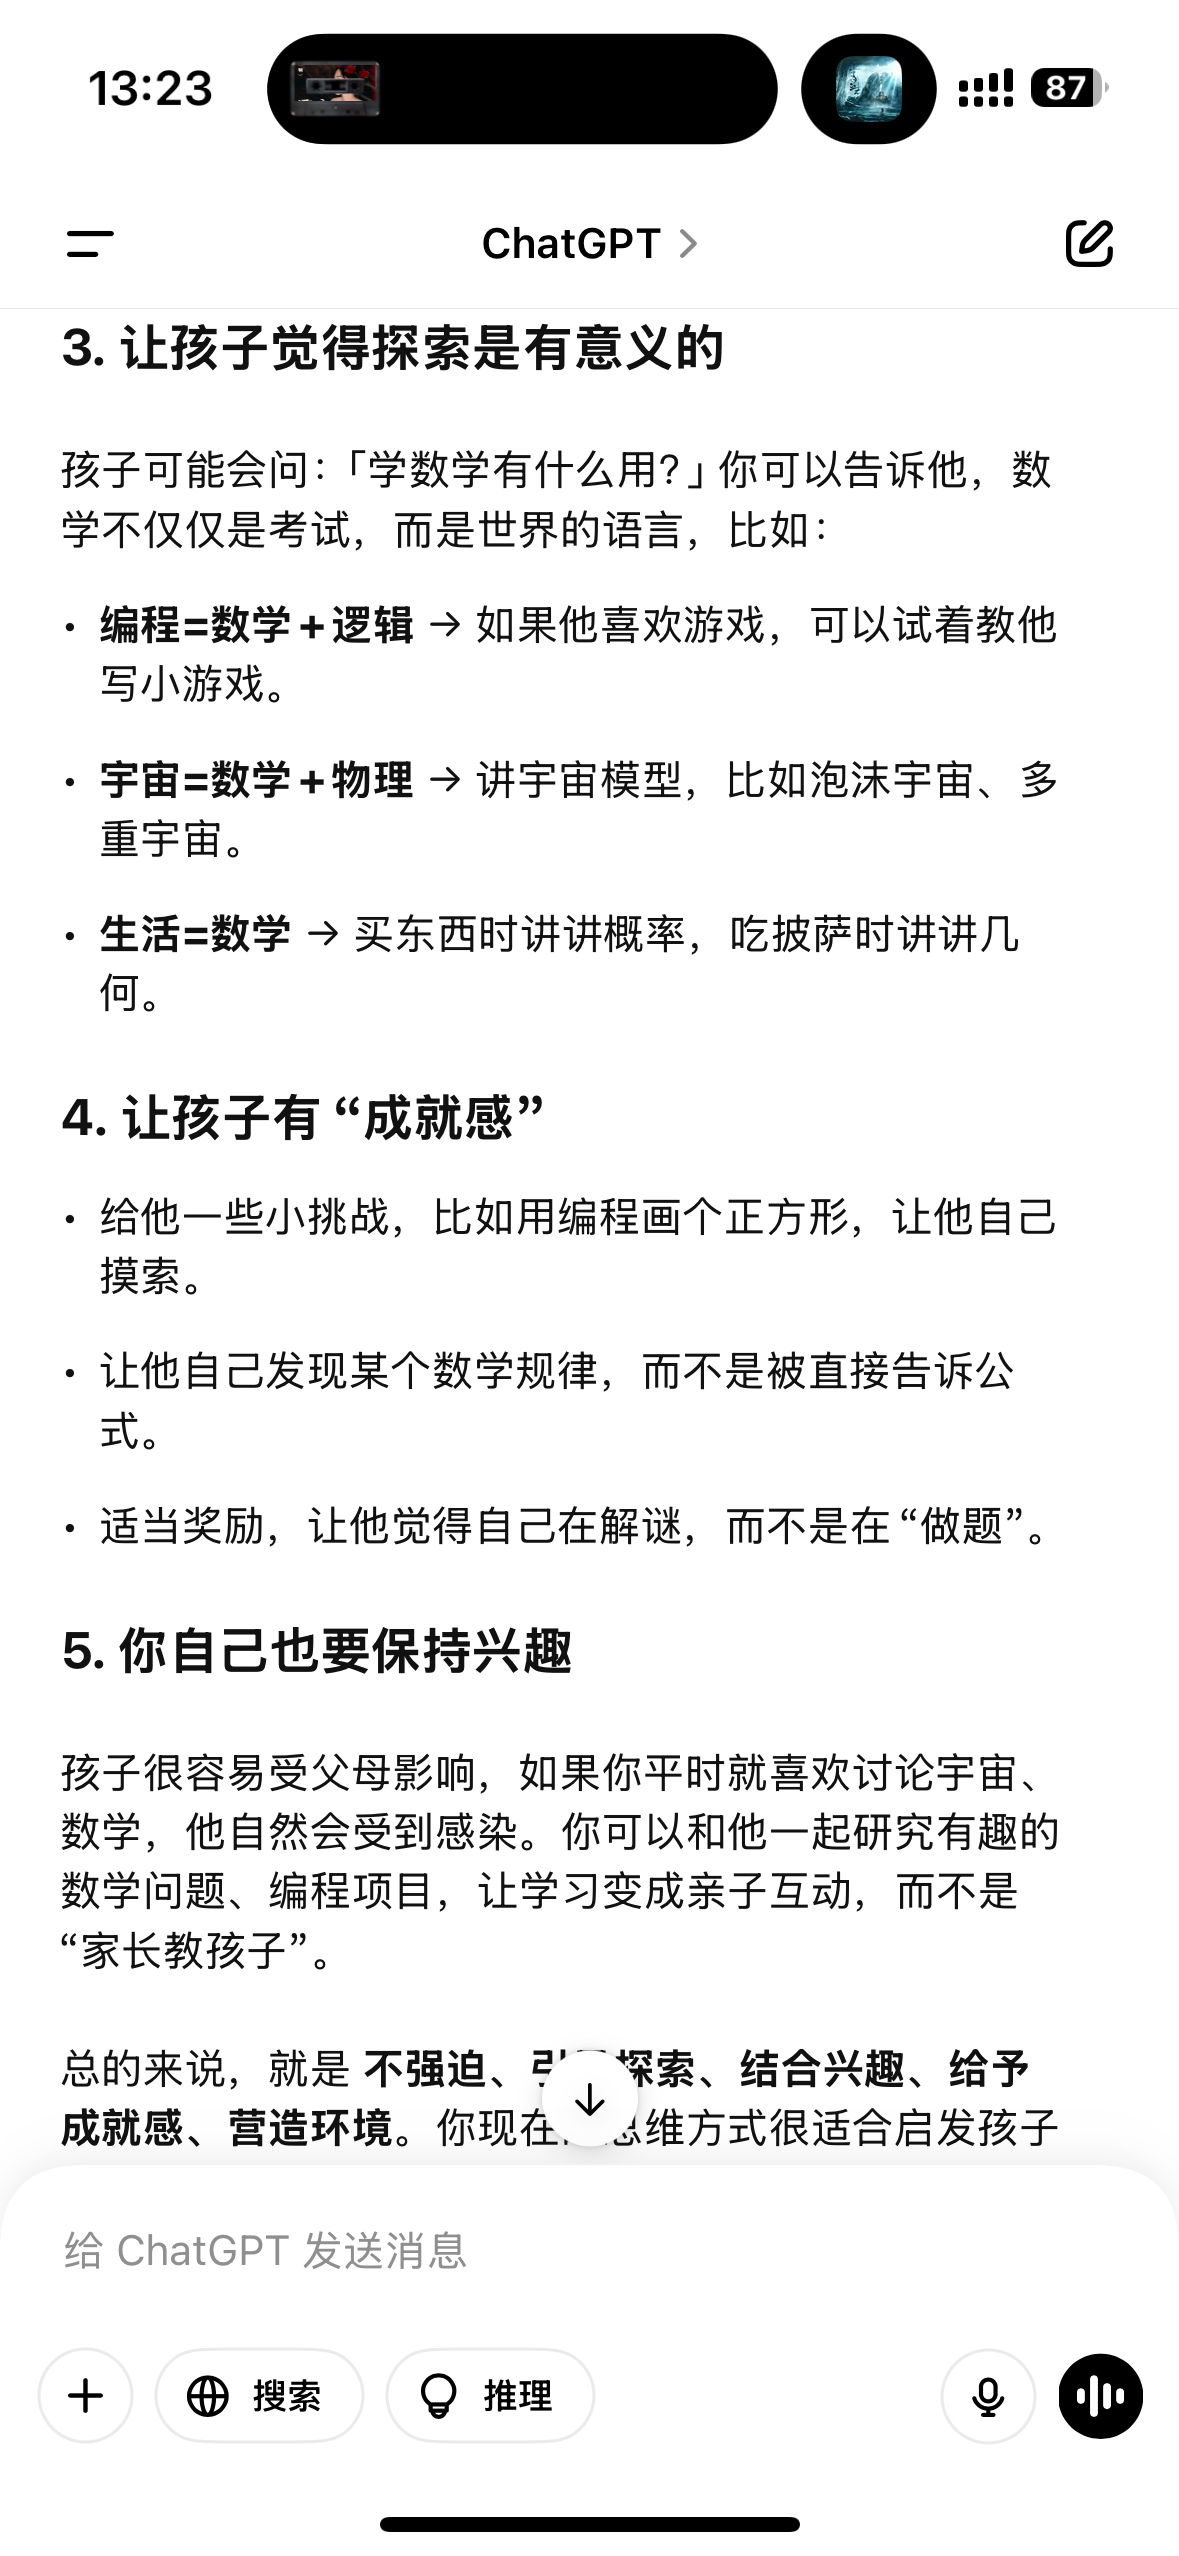 13:23
87
ChatGPT
3. 让孩子觉得探索是有意义的
孩子可能会问：「学数学有什么用？」你可以告诉他，数
学不仅仅是考试，而是世界的语言，比如：
• 编程=数学+逻辑 → 如果他喜欢游戏，可以试着教他
写小游戏。
• 宇宙=数学+物理 → 讲宇宙模型，比如泡沫宇宙、多
重宇宙。
• 生活=数学 → 买东西时讲讲概率，吃披萨时讲讲几
何。
4. 让孩子有“成就感”
• 给他一些小挑战，比如用编程画个正方形，让他自己
摸索。
• 让他自己发现某个数学规律，而不是被直接告诉公
式。
• 适当奖励，让他觉得自己在解谜，而不是在“做题”。
5. 你自己也要保持兴趣
孩子很容易受父母影响，如果你平时就喜欢讨论宇宙、
数学，他自然会受到感染。你可以和他一起研究有趣的
数学问题、编程项目，让学习变成亲子互动，而不是
“家长教孩子”。
总的来说，就是 不强迫、引探索、结合兴趣、给予
成就感、营造环境。你现在思维方式很适合启发孩子
给 ChatGPT 发送消息
搜索
推理